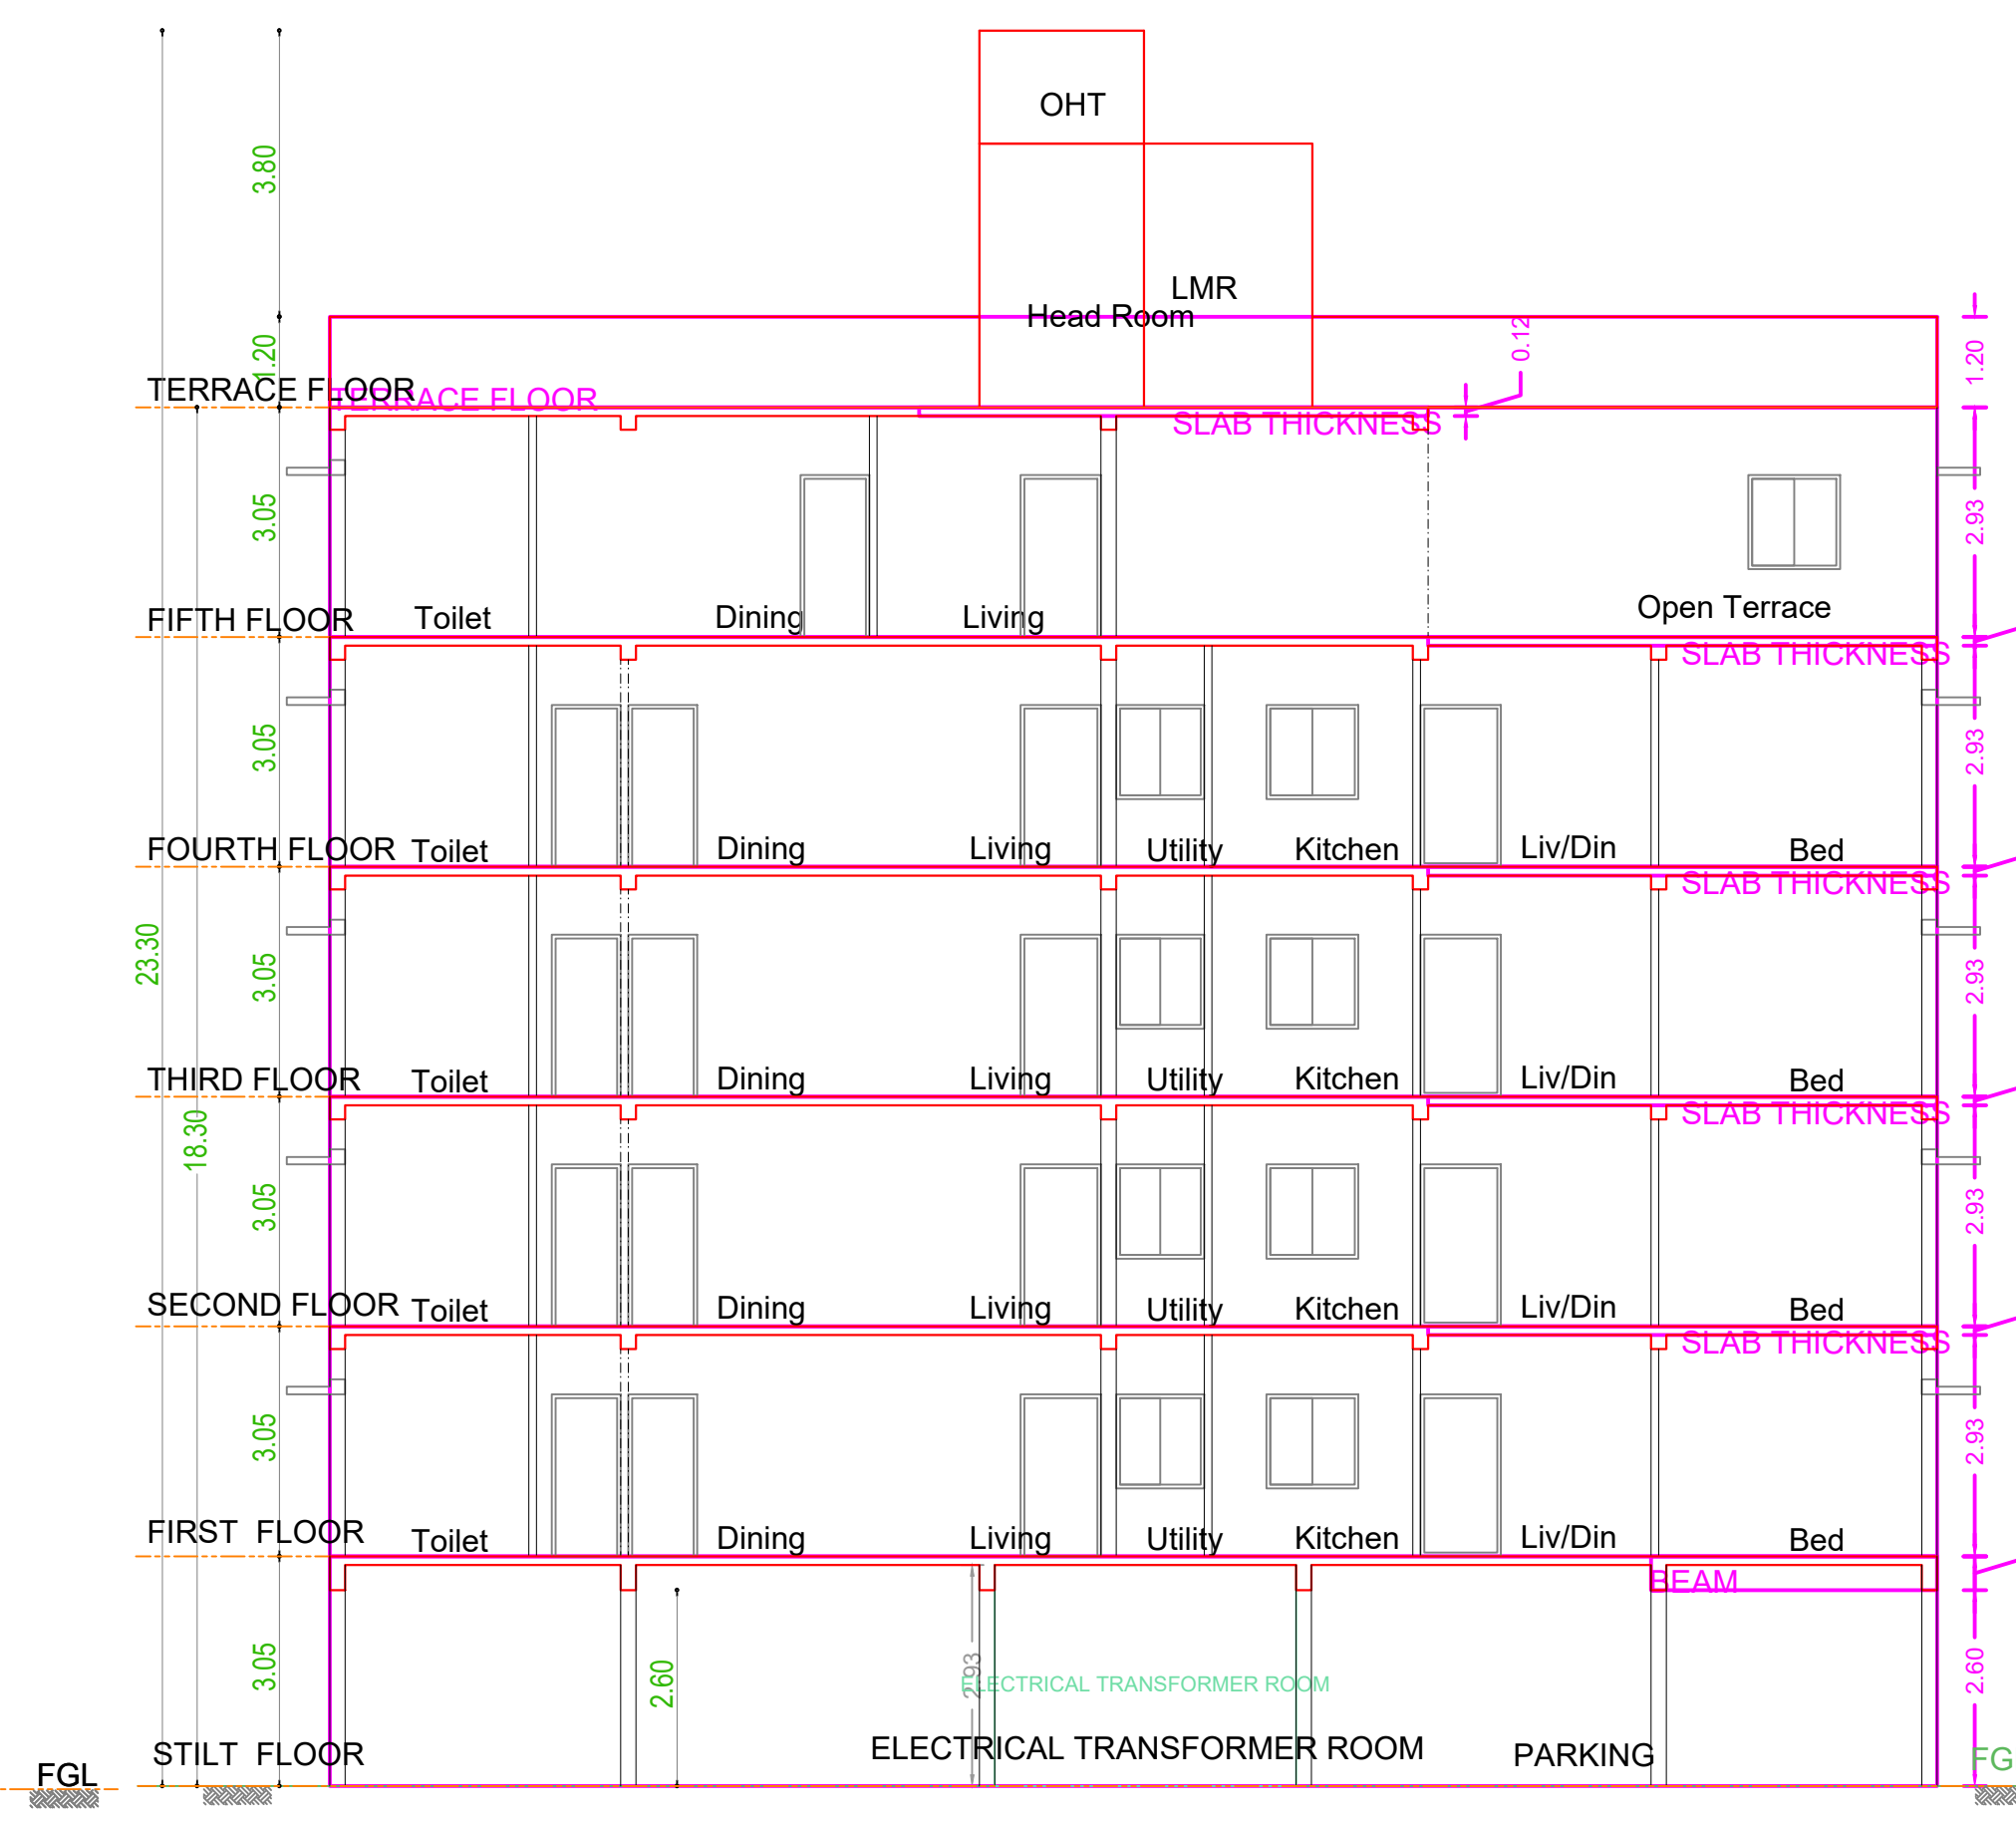 OHT
3.80
LMR
Head Room
0.12
1.20
1.20
TERRACE FLOOR
TERRACE FLOOR
SLAB THICKNESS
3.05
2.93
FIFTH FLOOR
Toilet
Dining
Living
Open Terrace
SLAB THICKNESS
3.05
2.93
FOURTH FLOOR
Toilet
Dining
Living
Utility
Kitchen
Liv/Din
Bed
SLAB THICKNESS
23.30
3.05
2.93
THIRD FLOOR
Toilet
Dining
Living
Utility
Kitchen
Liv/Din
Bed
SLAB THICKNESS
18.30
3.05
2.93
SECOND FLOOR
Toilet
Dining
Living
Utility
Kitchen
Liv/Din
Bed
SLAB THICKNESS
3.05
2.93
FIRST FLOOR
Toilet
Dining
Living
Utility
Kitchen
Liv/Din
Bed
BEAM
3.05
2.60
2.93
ELECTRICAL TRANSFORMER ROOM
2.60
STILT FLOOR
ELECTRICAL TRANSFORMER ROOM
PARKING
FGL
FG